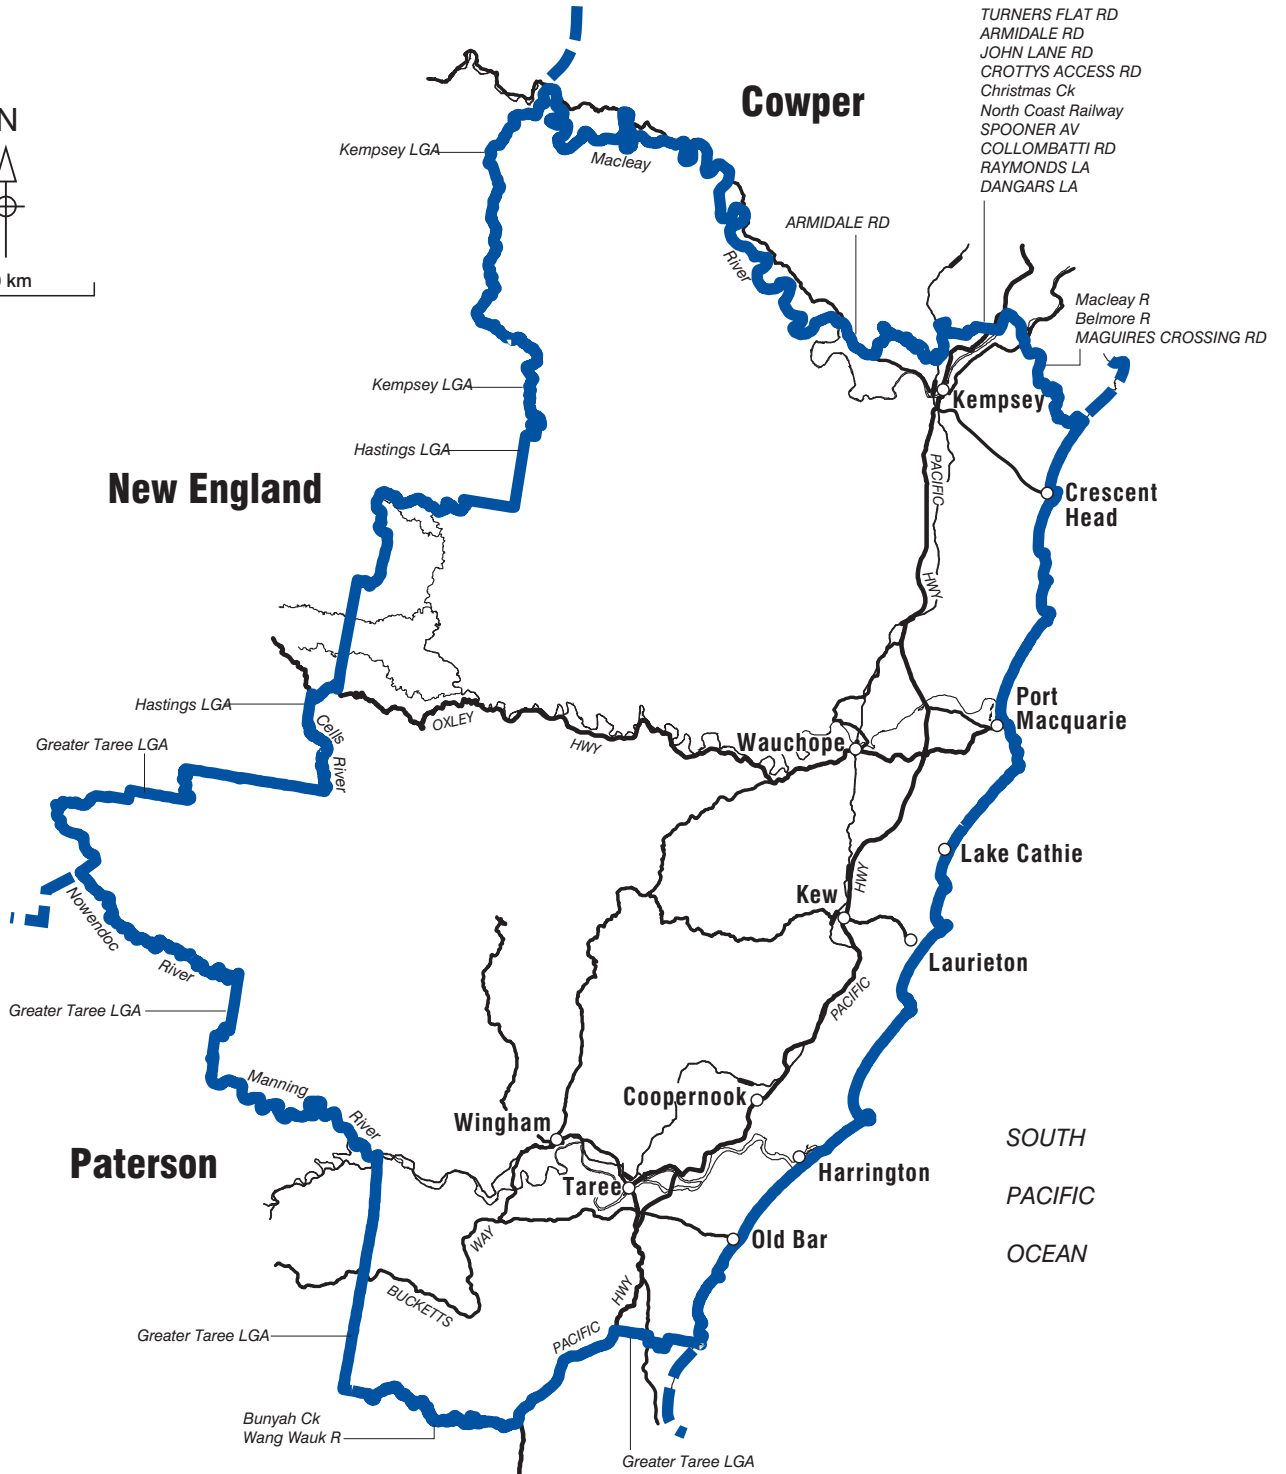 TURNERS FLAT RD
ARMIDALE RD
JOHN LANE RD
CROTTYS ACCESS RD
Christmas Ck
North Coast Railway
SPOONER AV
COLLOMBATTI RD
RAYMONDS LA
DANGARS LA
Cowper
N
Kempsey LGA
Macleay
River
ARMIDALE RD
km
Macleay R
Belmore R
MAGUIRES CROSSING RD
Kempsey LGA
Kempsey
Hastings LGA
PACIFIC
HWY
New England
Crescent
Head
Hastings LGA
Cells
River
OXLEY
HWY
Port
Macquarie
Wauchope
Greater Taree LGA
Lake Cathie
HWY
Kew
Nowendoc
River
Laurieton
PACIFIC
Greater Taree LGA
Manning
River
Coopernook
Wingham
Paterson
Taree
Harrington
SOUTH
PACIFIC
OCEAN
Old Bar
WAY
BUCKETTS
HWY
PACIFIC
Greater Taree LGA
Bunyah Ck
Wang Wauk R
Greater Taree LGA